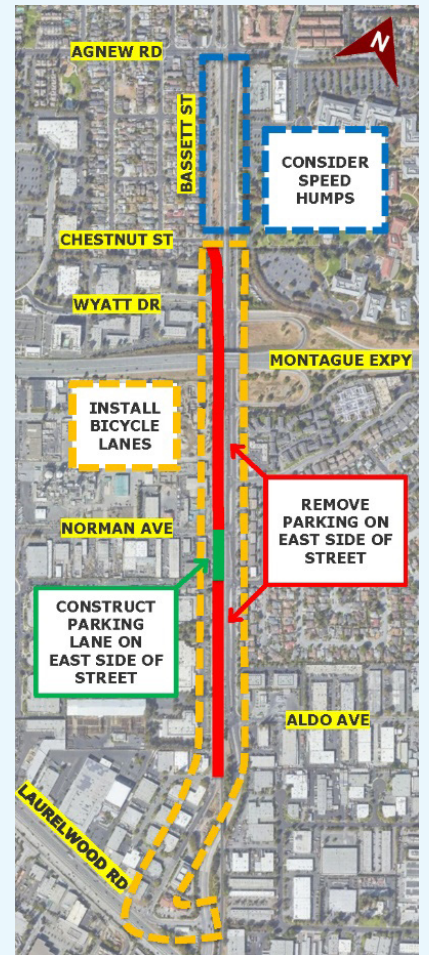 N
AGNEW RD
BASSETT ST
CONSIDER
SPEED
HUMPS
CHESTNUT ST
WYATT DR
MONTAGUE EXPY
INSTALL
BICYCLE
LANES
REMOVE
PARKING ON
EAST SIDE OF
STREET
NORMAN AVE
CONSTRUCT
PARKING
LANE ON
EAST SIDE OF
STREET
ALDO AVE
LAURELWOOD RD